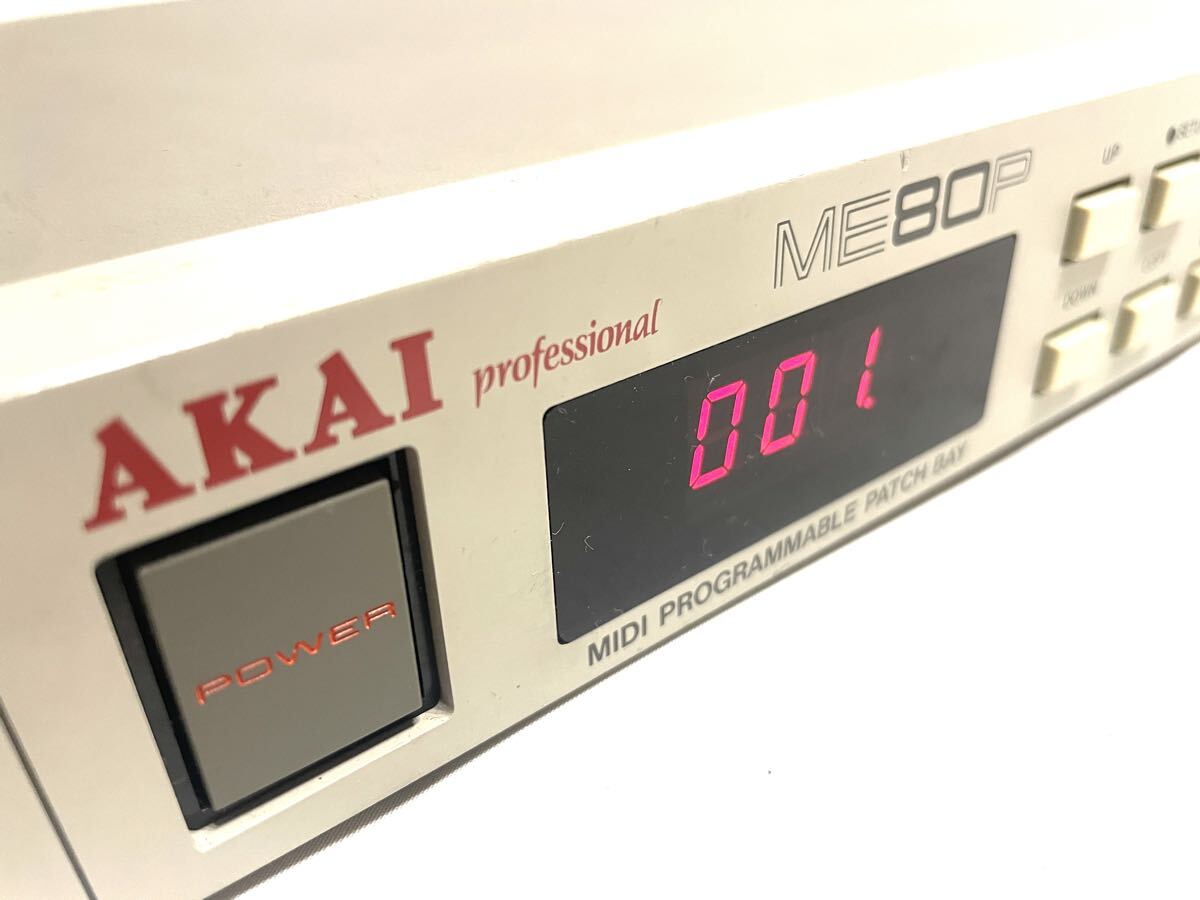 AKAI professional
ME80P
001.
POWER
MIDI PROGRAMMABLE PATCH BAY
UP
DOWN